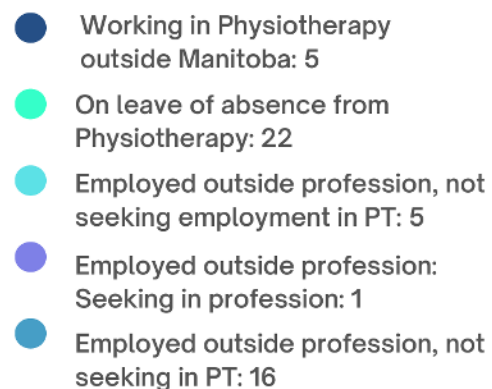 Working in Physiotherapy
outside Manitoba: 5
On leave of absence from
Physiotherapy: 22
Employed outside profession, not
seeking employment in PT: 5
Employed outside profession:
Seeking in profession: 1
Employed outside profession, not
seeking in PT: 16